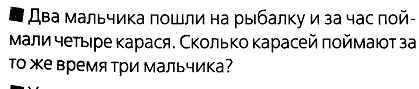 ■ Два мальчика пошли на рыбалку и за час пой-
мали четыре карася. Сколько карасей поймают за
то же время три мальчика?